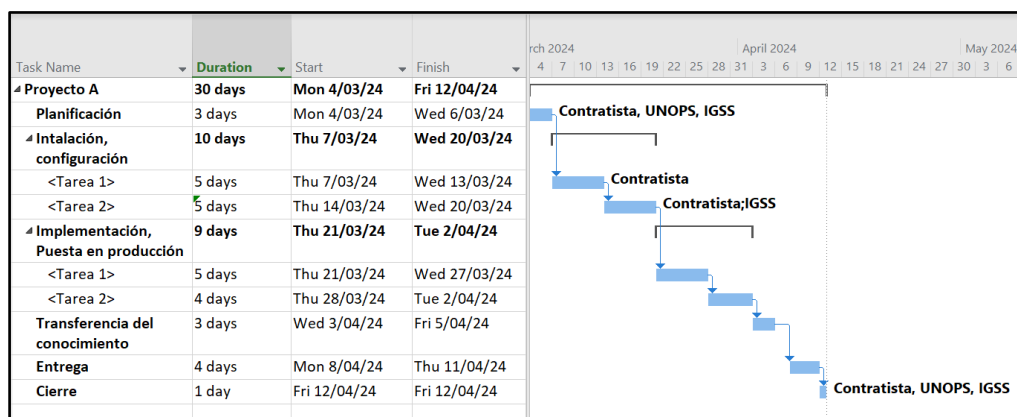 rch 2024 April 2024 May 2024
Task Name Duration Start Finish 4 7 10 13 16 19 22 25 28 31 3 6 9 12 15 18 21 24 27 30 3 6
Proyecto A 30 days Mon 4/03/24 Fri 12/04/24
Planificación 3 days Mon 4/03/24 Wed 6/03/24 Contratista, UNOPS, IGSS
Intalación, 10 days Thu 7/03/24 Wed 20/03/24
configuración
<Tarea 1> 5 days Thu 7/03/24 Wed 13/03/24 Contratista
<Tarea 2> 5 days Thu 14/03/24 Wed 20/03/24 Contratista;IGSS
Implementación, 9 days Thu 21/03/24 Tue 2/04/24
Puesta en producción
<Tarea 1> 5 days Thu 21/03/24 Wed 27/03/24
<Tarea 2> 4 days Thu 28/03/24 Tue 2/04/24
Transferencia del 3 days Wed 3/04/24 Fri 5/04/24
conocimiento
Entrega 4 days Mon 8/04/24 Thu 11/04/24
Cierre 1 day Fri 12/04/24 Fri 12/04/24 Contratista, UNOPS, IGSS